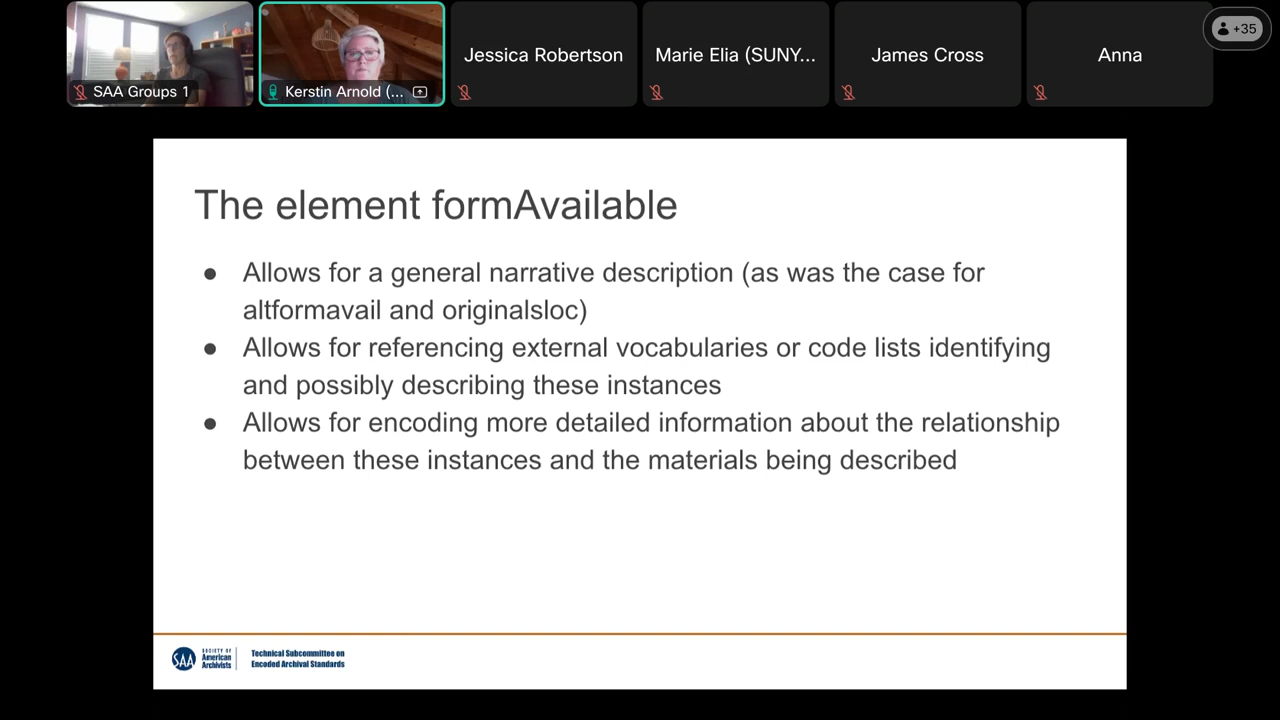 SAA Groups 1
Kerstin Arnold (...
Jessica Robertson
Marie Elia (SUNY...
James Cross
Anna
+35
The element formAvailable
● Allows for a general narrative description (as was the case for
altformavail and originalsloc)
● Allows for referencing external vocabularies or code lists identifying
and possibly describing these instances
● Allows for encoding more detailed information about the relationship
between these instances and the materials being described
SAA
SOCIETY OF
American
Archivists
Technical Subcommittee on
Encoded Archival Standards